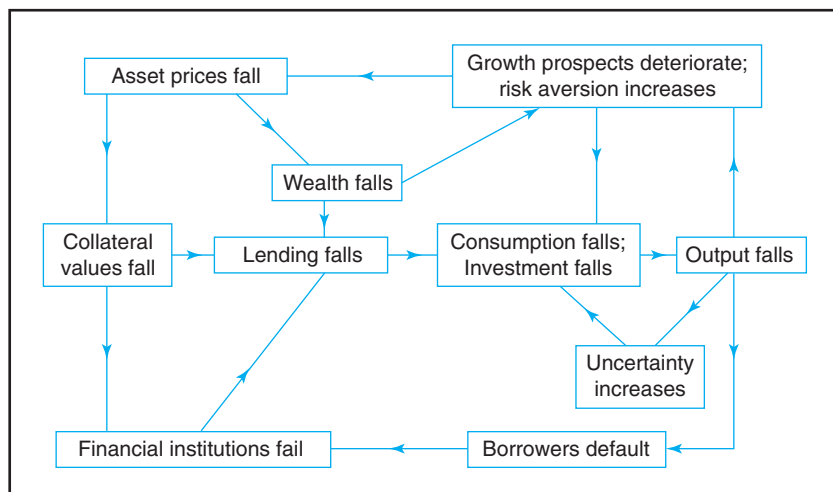 Asset prices fall
Growth prospects deteriorate;
risk aversion increases
Wealth falls
Collateral
values fall
Lending falls
Consumption falls;
Investment falls
Output falls
Uncertainty
increases
Financial institutions fail
Borrowers default